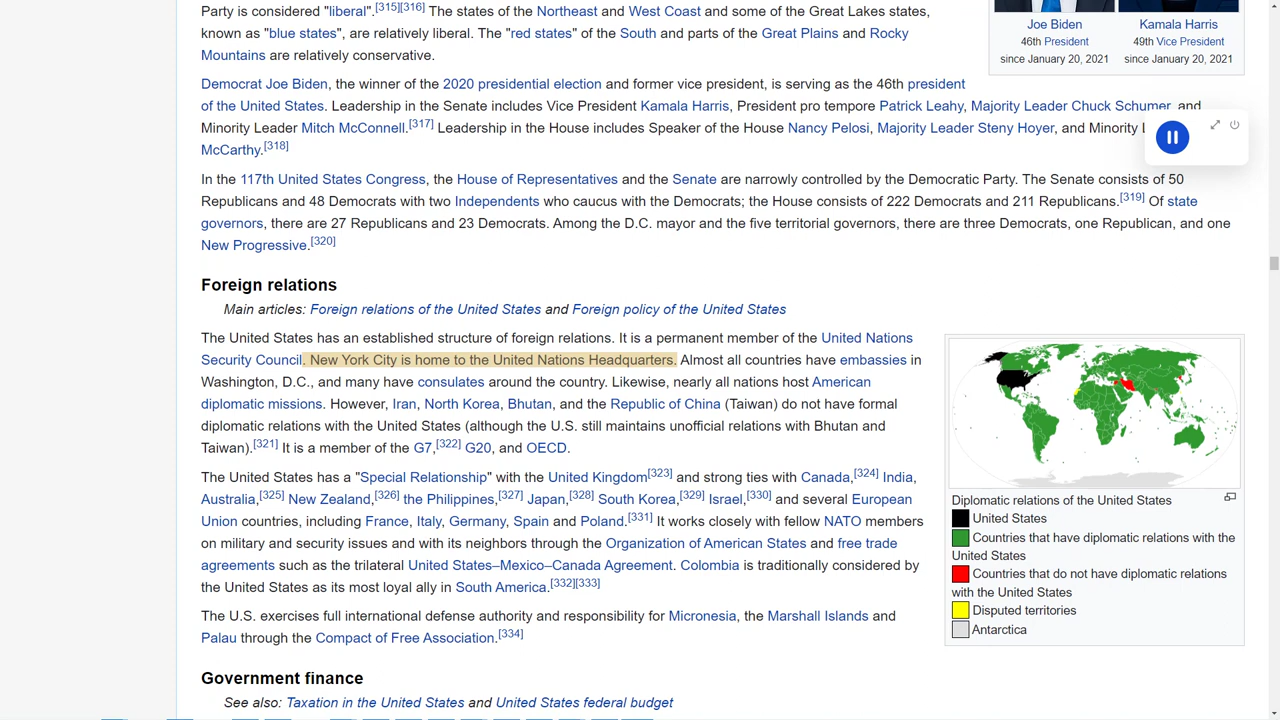 Party is considered "liberal".[315][316] The states of the Northeast and West Coast and some of the Great Lakes states,
known as "blue states", are relatively liberal. The "red states" of the South and parts of the Great Plains and Rocky
Mountains are relatively conservative.
Joe Biden
46th President
since January 20, 2021
Kamala Harris
49th Vice President
since January 20, 2021
Democrat Joe Biden, the winner of the 2020 presidential election and former vice president, is serving as the 46th president
of the United States. Leadership in the Senate includes Vice President Kamala Harris, President pro tempore Patrick Leahy, Majority Leader Chuck Schumer, and
Minority Leader Mitch McConnell.[317] Leadership in the House includes Speaker of the House Nancy Pelosi, Majority Leader Steny Hoyer, and Minority
McCarthy.[318]
In the 117th United States Congress, the House of Representatives and the Senate are narrowly controlled by the Democratic Party. The Senate consists of 50
Republicans and 48 Democrats with two Independents who caucus with the Democrats; the House consists of 222 Democrats and 211 Republicans.[319] Of state
governors, there are 27 Republicans and 23 Democrats. Among the D.C. mayor and the five territorial governors, there are three Democrats, one Republican, and one
New Progressive.[320]
Foreign relations
Main articles: Foreign relations of the United States and Foreign policy of the United States
The United States has an established structure of foreign relations. It is a permanent member of the United Nations
Security Council. New York City is home to the United Nations Headquarters. Almost all countries have embassies in
Washington, D.C., and many have consulates around the country. Likewise, nearly all nations host American
diplomatic missions. However, Iran, North Korea, Bhutan, and the Republic of China (Taiwan) do not have formal
diplomatic relations with the United States (although the U.S. still maintains unofficial relations with Bhutan and
Taiwan).[321] It is a member of the G7,[322] G20, and OECD.
The United States has a "Special Relationship" with the United Kingdom[323] and strong ties with Canada,[324] India,
Australia,[325] New Zealand,[326] the Philippines,[327] Japan,[328] South Korea,[329] Israel,[330] and several European
Union countries, including France, Italy, Germany, Spain and Poland.[331] It works closely with fellow NATO members
on military and security issues and with its neighbors through the Organization of American States and free trade
agreements such as the trilateral United States–Mexico–Canada Agreement. Colombia is traditionally considered by
the United States as its most loyal ally in South America.[332][333]
The U.S. exercises full international defense authority and responsibility for Micronesia, the Marshall Islands and
Palau through the Compact of Free Association.[334]
Diplomatic relations of the United States
United States
Countries that have diplomatic relations with the
United States
Countries that do not have diplomatic relations
with the United States
Disputed territories
Antarctica
Government finance
See also: Taxation in the United States and United States federal budget